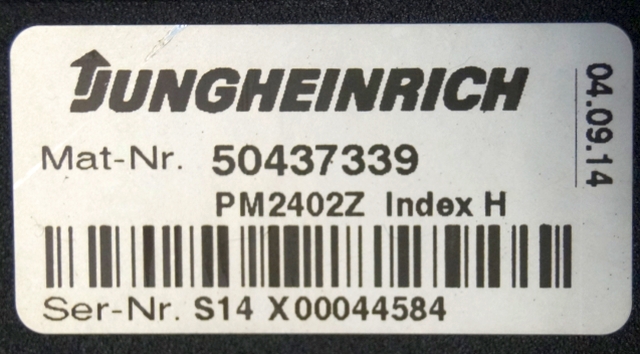 JUNGHEINRICH
Mat-Nr. 50437339
PM2402Z Index H
Ser-Nr. S14 X00044584
04.09.14